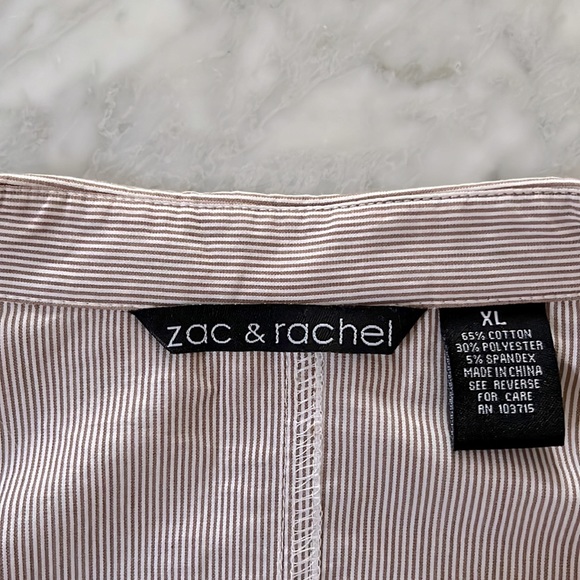 zac & rachel
XL
65% COTTON
30% POLYESTER
5% SPANDEX
MADE IN CHINA
SEE REVERSE
FOR CARE
RN 103715